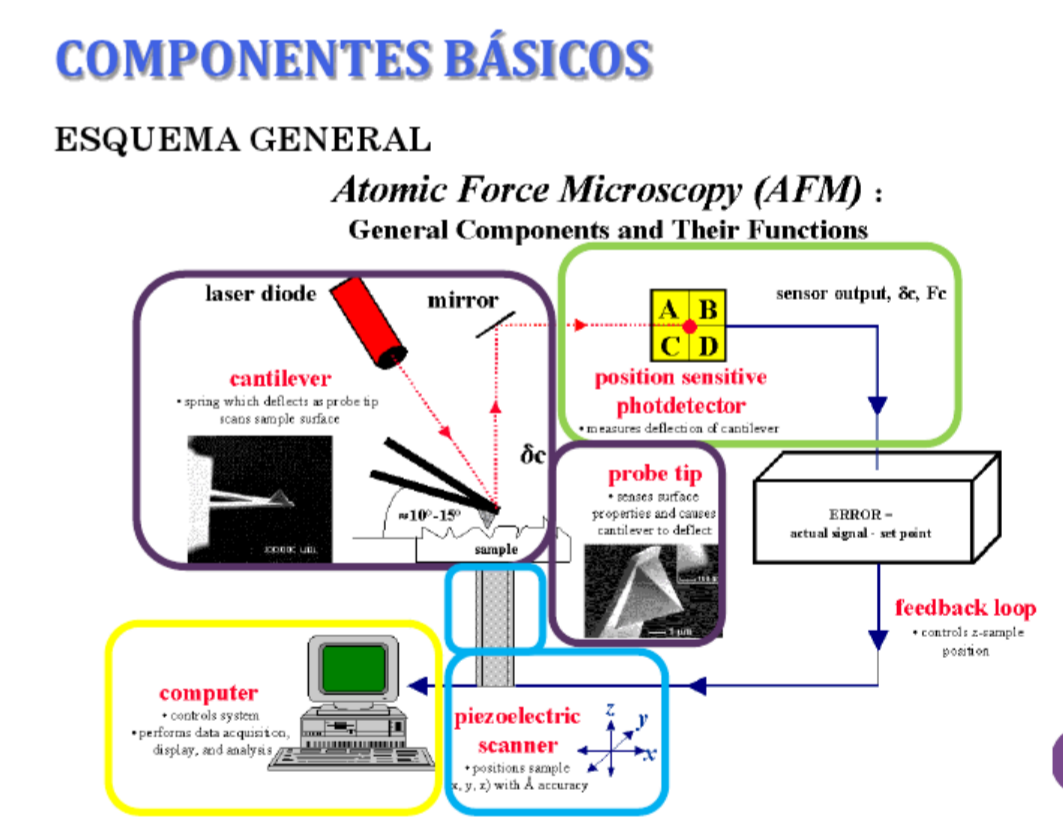 COMPONENTES BÁSICOS
ESQUEMA GENERAL
Atomic Force Microscopy (AFM) :
General Components and Their Functions
laser diode
mirror
cantilever
• spring which deflects as probe tip
scans sample surface
δc
≈10°-15°
sample
A B
C D
sensor output, δc, Fc
position sensitive
photdetector
• measures deflection of cantilever
probe tip
• senses surface
properties and causes
cantilever to deflect
1 μm
ERROR =
actual signal - set point
feedback loop
• controls z-sample
position
computer
• controls system
• performs data acquisition,
display, and analysis
piezoelectric
scanner
• positions sample
x, y, z) with Å accuracy
z
y
x